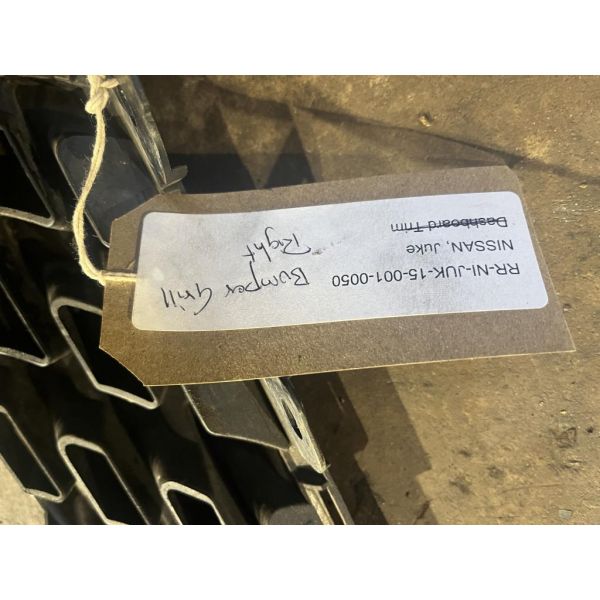 RR-NI-JUK-15-001-0050
NISSAN, Juke
Dashboard Trim
Bumper Grill
Right